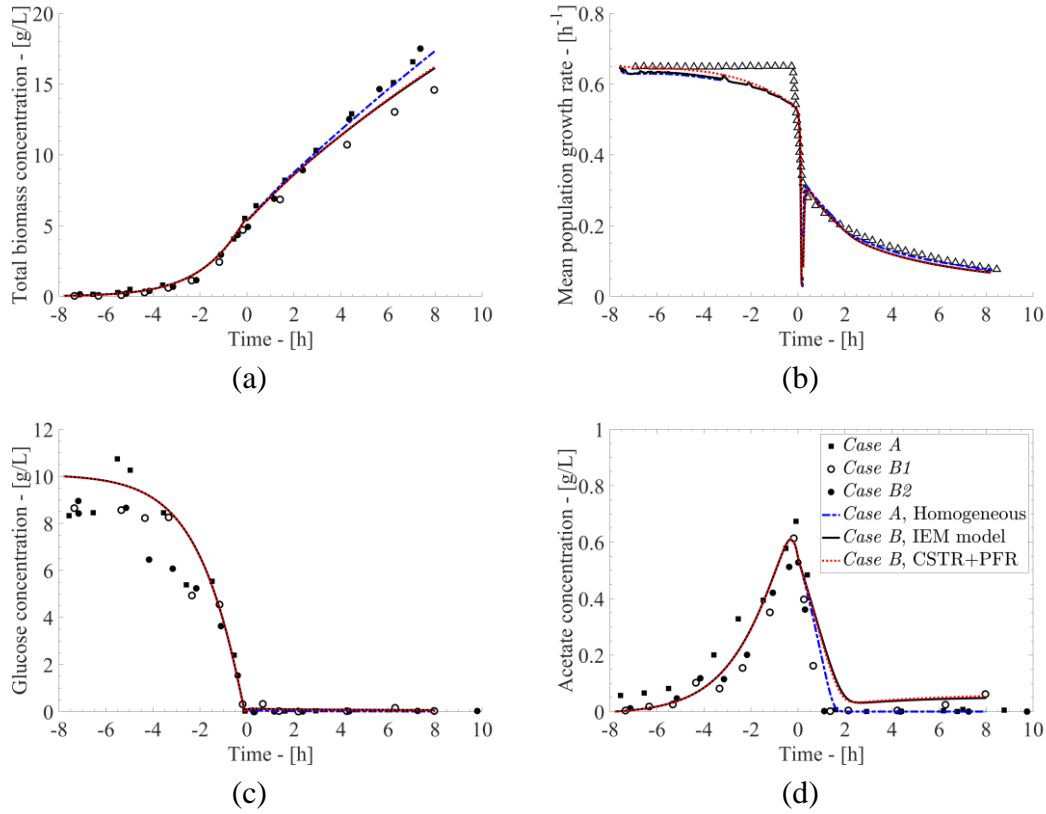 Total biomass concentration - [g/L]
20
15
10
5
0
-8 -6 -4 -2 0 2 4 6 8 10
Time - [h]
(a)
Mean population growth rate - [h⁻¹]
0.8
0.6
0.4
0.2
0
-8 -6 -4 -2 0 2 4 6 8 10
Time - [h]
(b)
Glucose concentration - [g/L]
12
10
8
6
4
2
0
-8 -6 -4 -2 0 2 4 6 8 10
Time - [h]
(c)
Acetate concentration - [g/L]
1
0.8
0.6
0.4
0.2
0
-8 -6 -4 -2 0 2 4 6 8 10
Time - [h]
Case A
Case B1
Case B2
Case A, Homogeneous
Case B, IEM model
Case B, CSTR+PFR
(d)